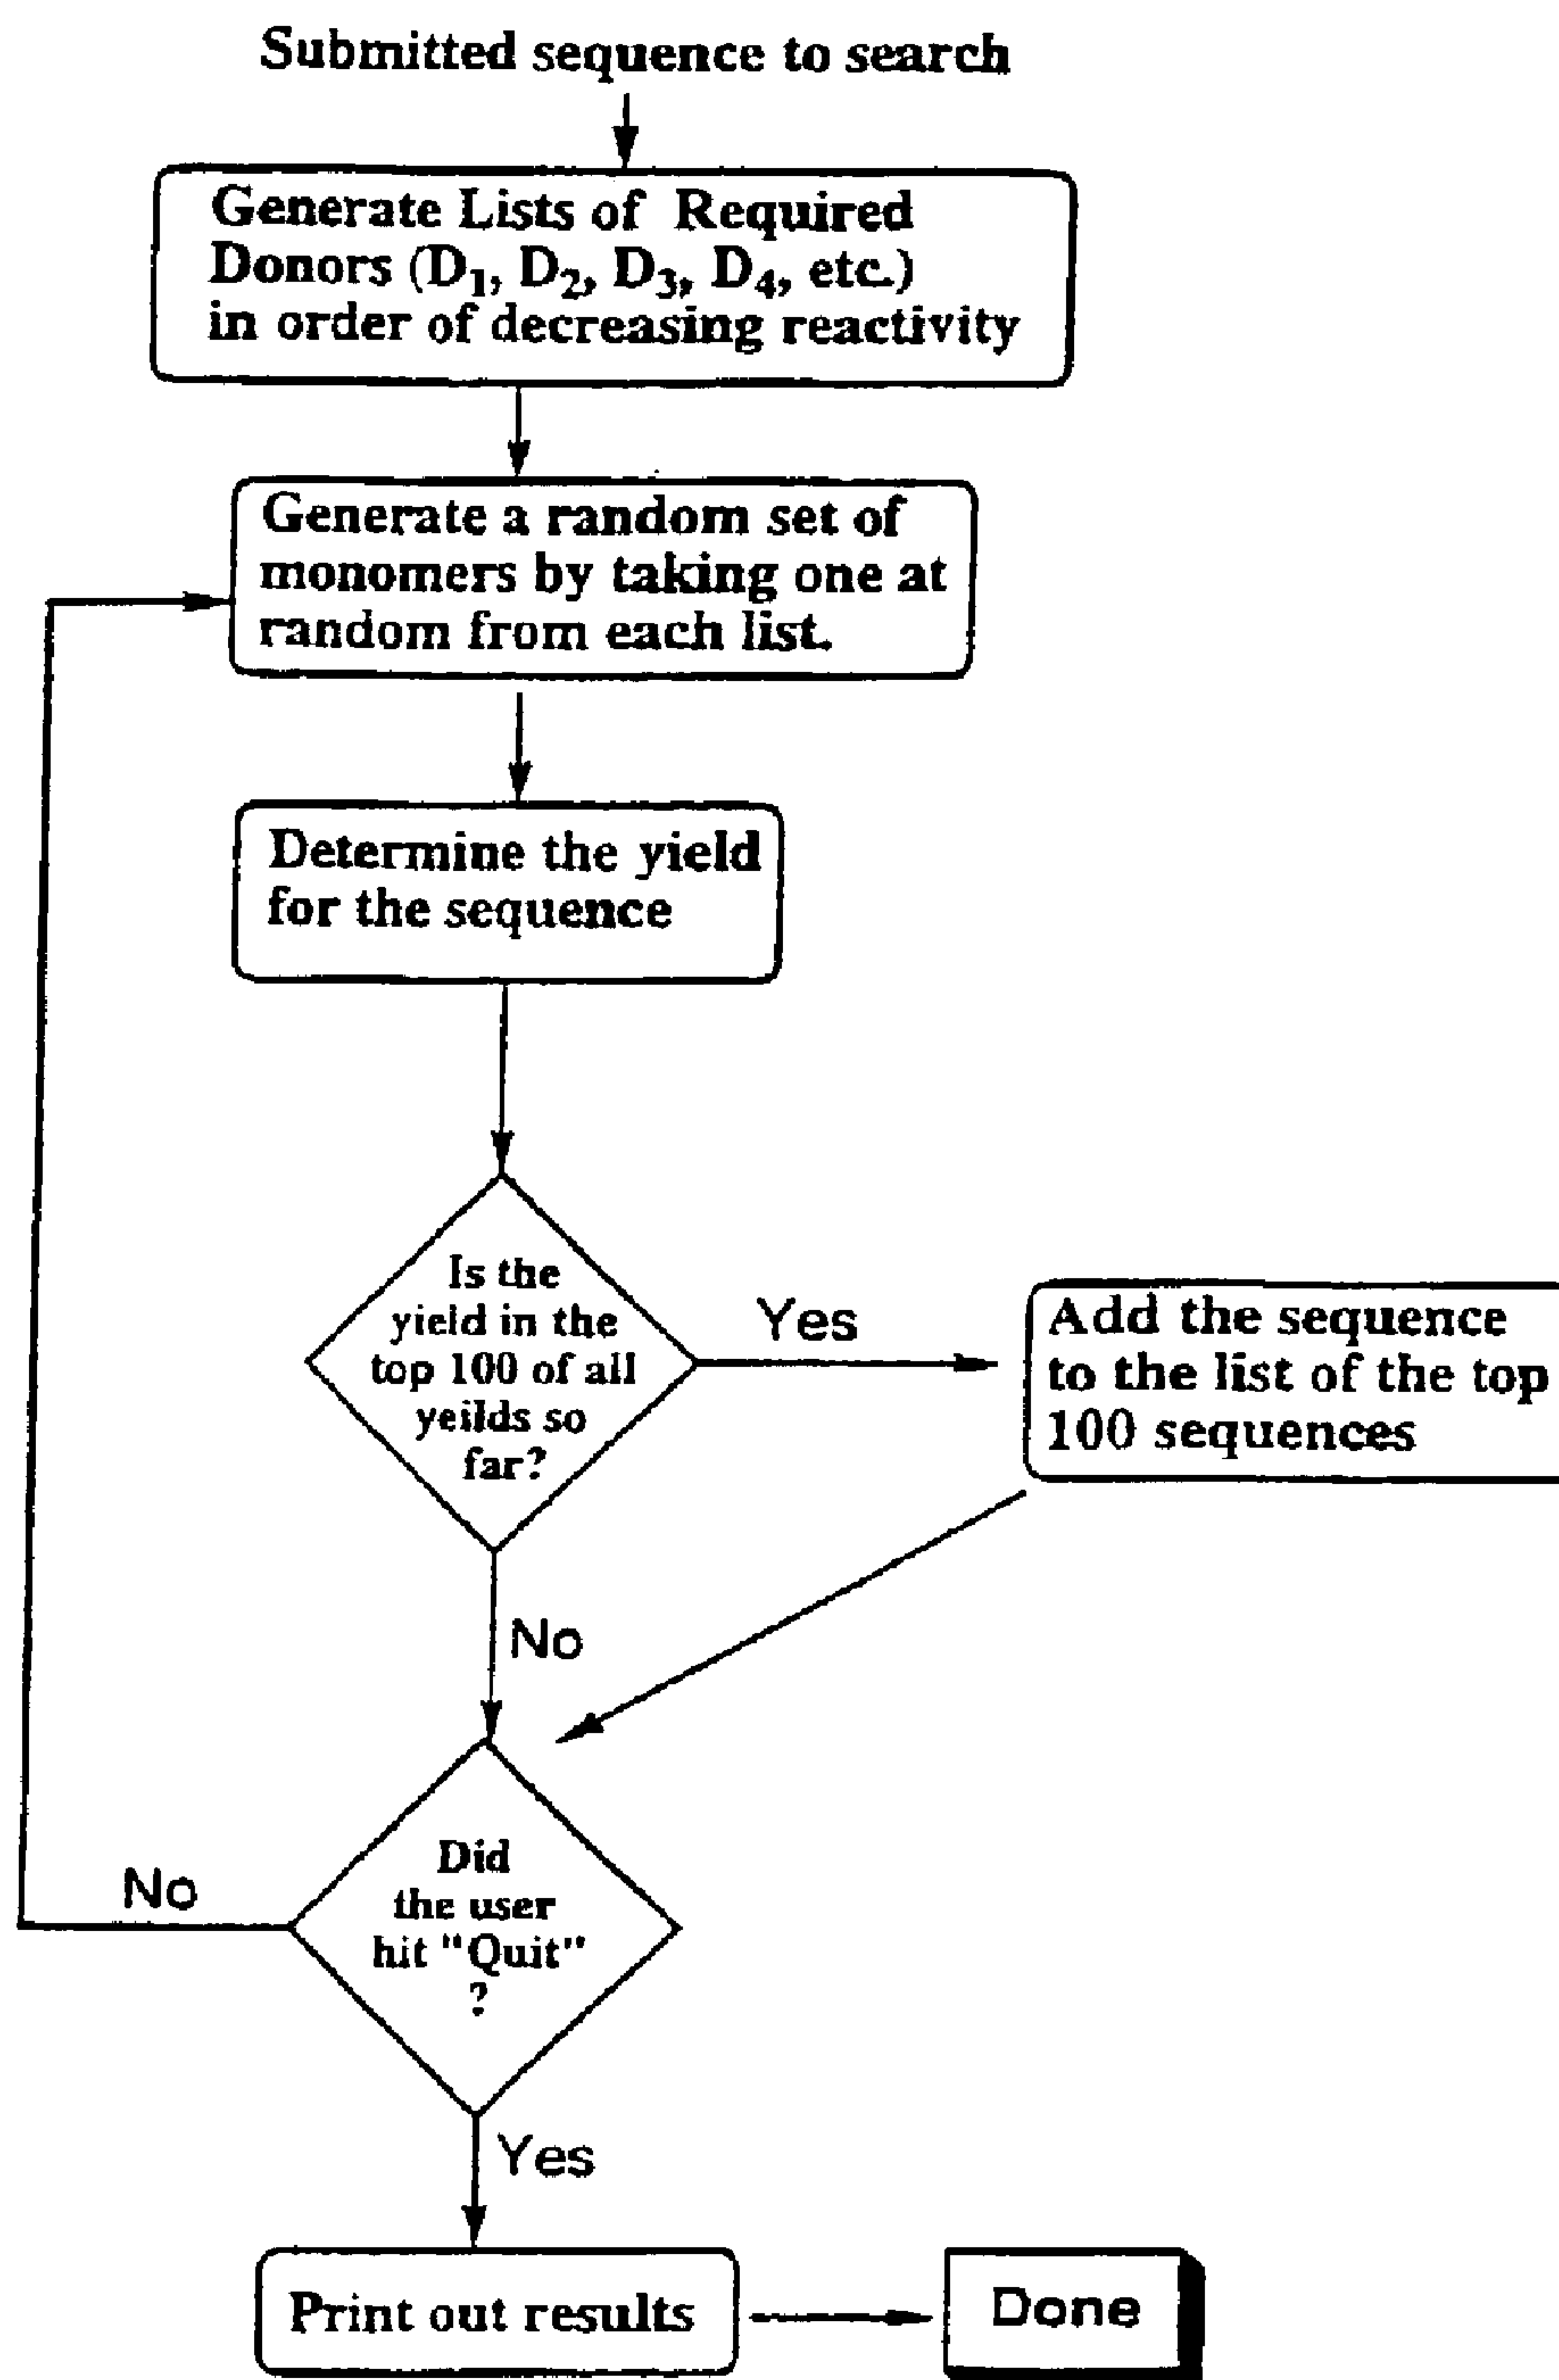 Submitted sequence to search
Generate Lists of Required
Donors (D₁, D₂, D₃, D₄, etc.)
in order of decreasing reactivity
Generate a random set of
monomers by taking one at
random from each list.
Determine the yield
for the sequence
Is the
yield in the
top 100 of all
yeilds so
far?
Yes
Add the sequence
to the list of the top
100 sequences
No
Did
the user
hit "Quit"
?
No
Yes
Print out results
Done